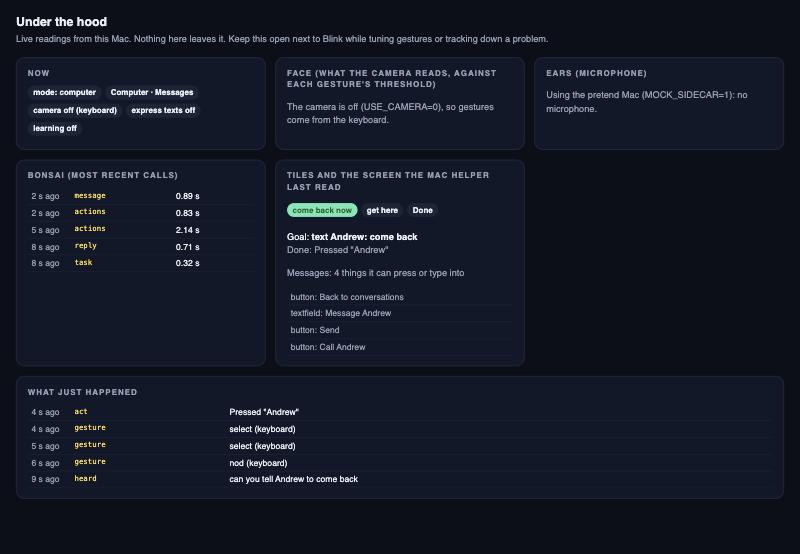 Under the hood
Live readings from this Mac. Nothing here leaves it. Keep this open next to Blink while tuning gestures or tracking down a problem.
NOW
mode: computer
Computer · Messages
camera off (keyboard)
express texts off
learning off
FACE (WHAT THE CAMERA READS, AGAINST
EACH GESTURE'S THRESHOLD)
The camera is off (USE_CAMERA=0), so gestures
come from the keyboard.
EARS (MICROPHONE)
Using the pretend Mac (MOCK_SIDECAR=1): no
microphone.
BONSAI (MOST RECENT CALLS)
2 s ago message 0.89 s
2 s ago actions 0.83 s
5 s ago actions 2.14 s
8 s ago reply 0.71 s
8 s ago task 0.32 s
TILES AND THE SCREEN THE MAC HELPER
LAST READ
come back now
get here
Done
Goal: text Andrew: come back
Done: Pressed "Andrew"
Messages: 4 things it can press or type into
button: Back to conversations
textfield: Message Andrew
button: Send
button: Call Andrew
WHAT JUST HAPPENED
4 s ago act Pressed "Andrew"
4 s ago gesture select (keyboard)
5 s ago gesture select (keyboard)
6 s ago gesture nod (keyboard)
9 s ago heard can you tell Andrew to come back